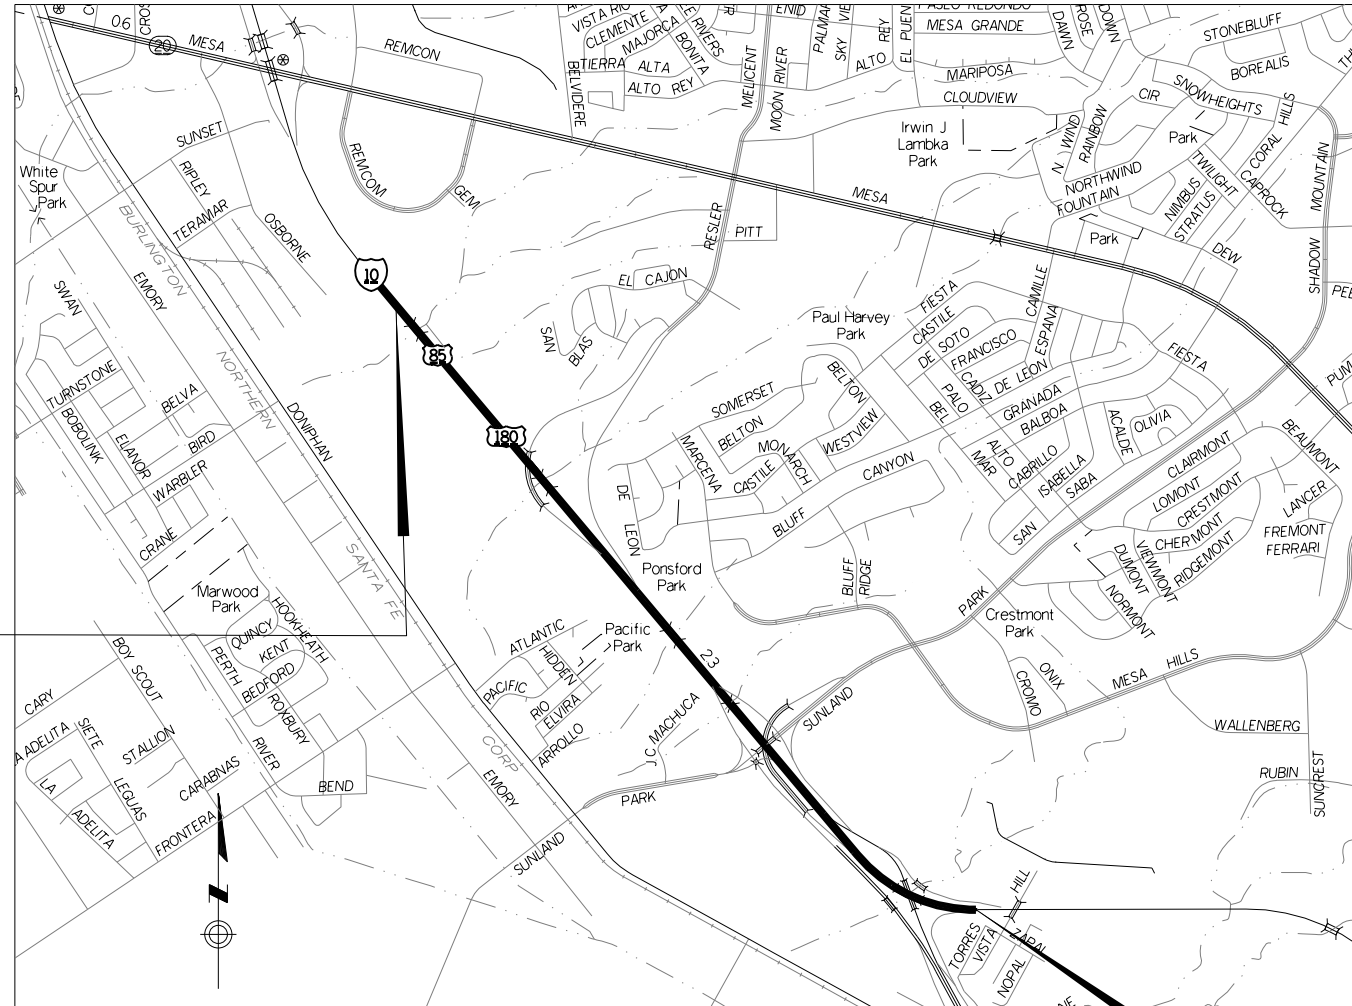 06
20
MESA
REMCON
VISTA RIO
CLEMENTE
MAJORCA
RIVERS
BONITA
TIERRA
ALTA
ALTO REY
BELVIDERE
MELICENT
MOON RIVER
ENID
SKY
ALTO
REY
MESA GRANDE
MARIPOSA
CLOUDVIEW
DAWN
STONEBLUFF
BOREALIS
SNOWHEIGHTS
CIR
CORAL HILLS
Irwin J
Lambka
Park
N WIND
RAINBOW
Park
NORTHWIND
FOUNTAIN
TWILIGHT
CAPROCK
NIMBUS
STRATUS
Park
DEW
SHADOW MOUNTAIN
SUNSET
RIPLEY
TERAMAR
OSBORNE
REMCOM
GEM
White
Spur
Park
BURLINGTON
EMORY
RESLER
PITT
MESA
10
EL CAJON
SAN
BLAS
85
180
Paul Harvey
Park
FIESTA
CASTILE
DE SOTO
FRANCISCO
CADIZ
DE LEON
CAMILLE
ESPANA
FIESTA
SWAN
TURNSTONE
BOBOLINK
ELANOR
BELVA
BIRD
WARBLER
CRANE
NORTHERN
DONIPHAN
SOMERSET
BELTON
BELTON
MONARCH
WESTVIEW
MARCENA
CASTILE
CANYON
BLUFF
BLUFF
RIDGE
DE
LEON
PALO
BEL
ALTO
MAR
GRANADA
BALBOA
CABRILLO
ISABELLA
SABA
SAN
ACALDE
OLIVIA
CLAIRMONT
LOMONT
CRESTMONT
CHERMONT
RIDGEMONT
VIEWMONT
DUMONT
NORMONT
BEAUMONT
LANCER
FREMONT
FERRARI
SANTA FE
Marwood
Park
HOOKHEATH
QUINCY
KENT
PERTH
BEDFORD
ROXBURY
Ponsford
Park
Pacific
Park
ATLANTIC
HIDDEN
PACIFIC
RIO
ELVIRA
ARROLLO
J.C. MACHUCA
2.3
PARK
SUNLAND
PARK
Crestmont
Park
CROMO
ONIX
MESA HILLS
WALLENBERG
RUBIN
SUNCREST
BOY SCOUT
CARY
ADELITA
SIETE
LEGUAS
STALLION
CARABNAS
LA
ADELITA
FRONTERA
RIVER
BEND
CORP
EMORY
SUNLAND
N
HILL
TORRES
VISTA
NOPAL